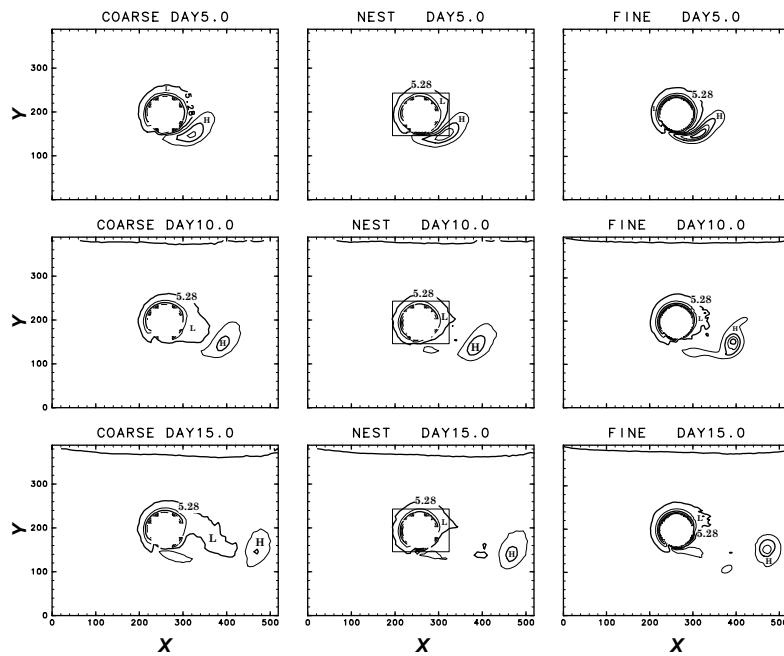 COARSE DAY5.0 NEST DAY5.0 FINE DAY5.0
300
200
100
Y
L 5.28 H
5.28 L H
5.28 L H
COARSE DAY10.0 NEST DAY10.0 FINE DAY10.0
300
200
100
0
Y
5.28 L H
5.28 L H
5.28 L H
COARSE DAY15.0 NEST DAY15.0 FINE DAY15.0
300
200
100
0
Y
5.28 L H
5.28 L H
5.28 L 5.28 H
0 100 200 300 400 500 0 100 200 300 400 500 0 100 200 300 400 500
X X X